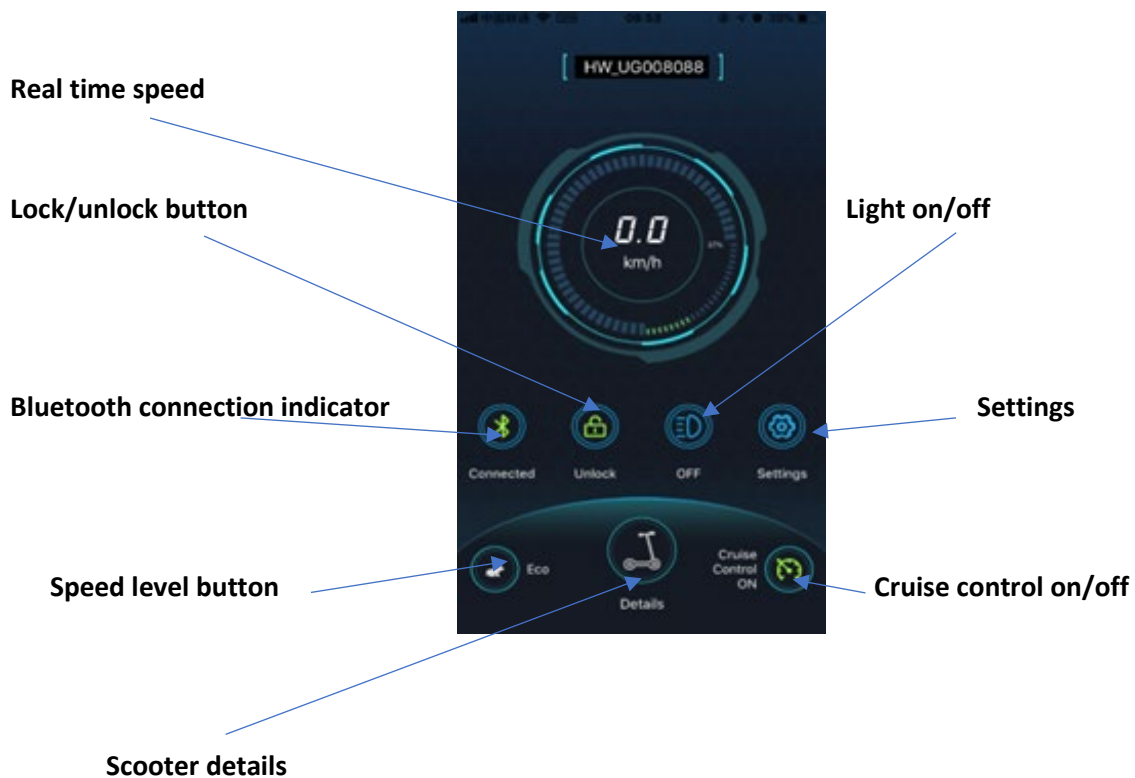 HW_UG008088
Real time speed
Lock/unlock button
Light on/off
0.0
km/h
Bluetooth connection indicator
Settings
Connected
Unlock
OFF
Settings
Speed level button
Eco
Cruise
Control
ON
Cruise control on/off
Details
Scooter details